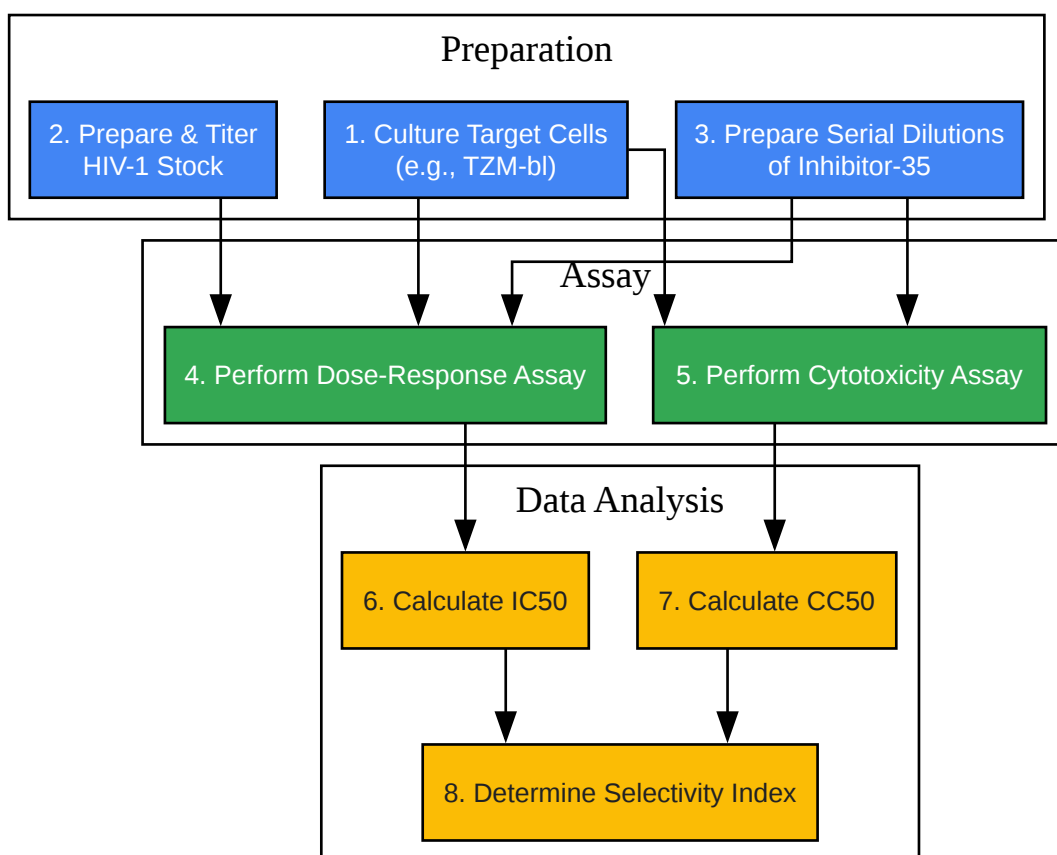 Preparation
2. Prepare & Titer
HIV-1 Stock
1. Culture Target Cells
(e.g., TZM-bl)
3. Prepare Serial Dilutions
of Inhibitor-35
Assay
4. Perform Dose-Response Assay
5. Perform Cytotoxicity Assay
Data Analysis
6. Calculate IC50
7. Calculate CC50
8. Determine Selectivity Index